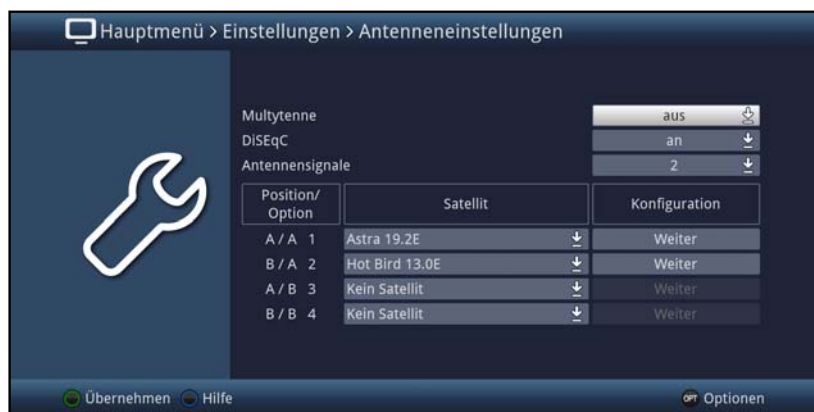 Hauptmenü > Einstellungen > Antenneneinstellungen
Multytenne aus
DiSEqC an
Antennensignale 2
Position/ Option Satellit Konfiguration
A / A 1 Astra 19.2E Weiter
B / A 2 Hot Bird 13.0E Weiter
A / B 3 Kein Satellit Weiter
B / B 4 Kein Satellit Weiter
Übernehmen Hilfe OPT Optionen